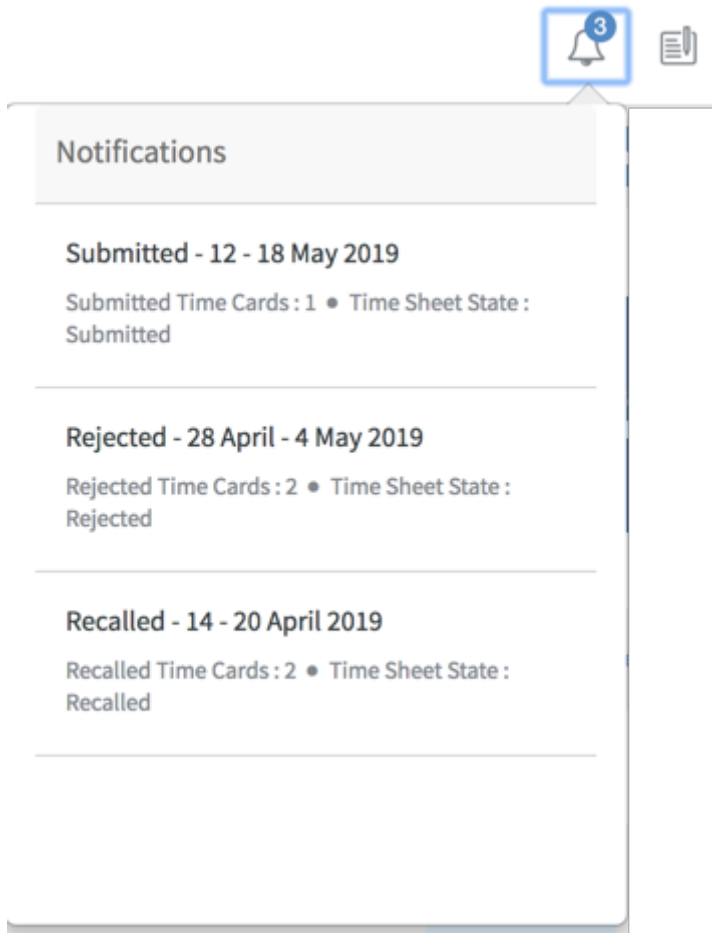 3
Notifications
Submitted - 12 - 18 May 2019
Submitted Time Cards : 1 ● Time Sheet State :
Submitted
Rejected - 28 April - 4 May 2019
Rejected Time Cards : 2 ● Time Sheet State :
Rejected
Recalled - 14 - 20 April 2019
Recalled Time Cards : 2 ● Time Sheet State :
Recalled